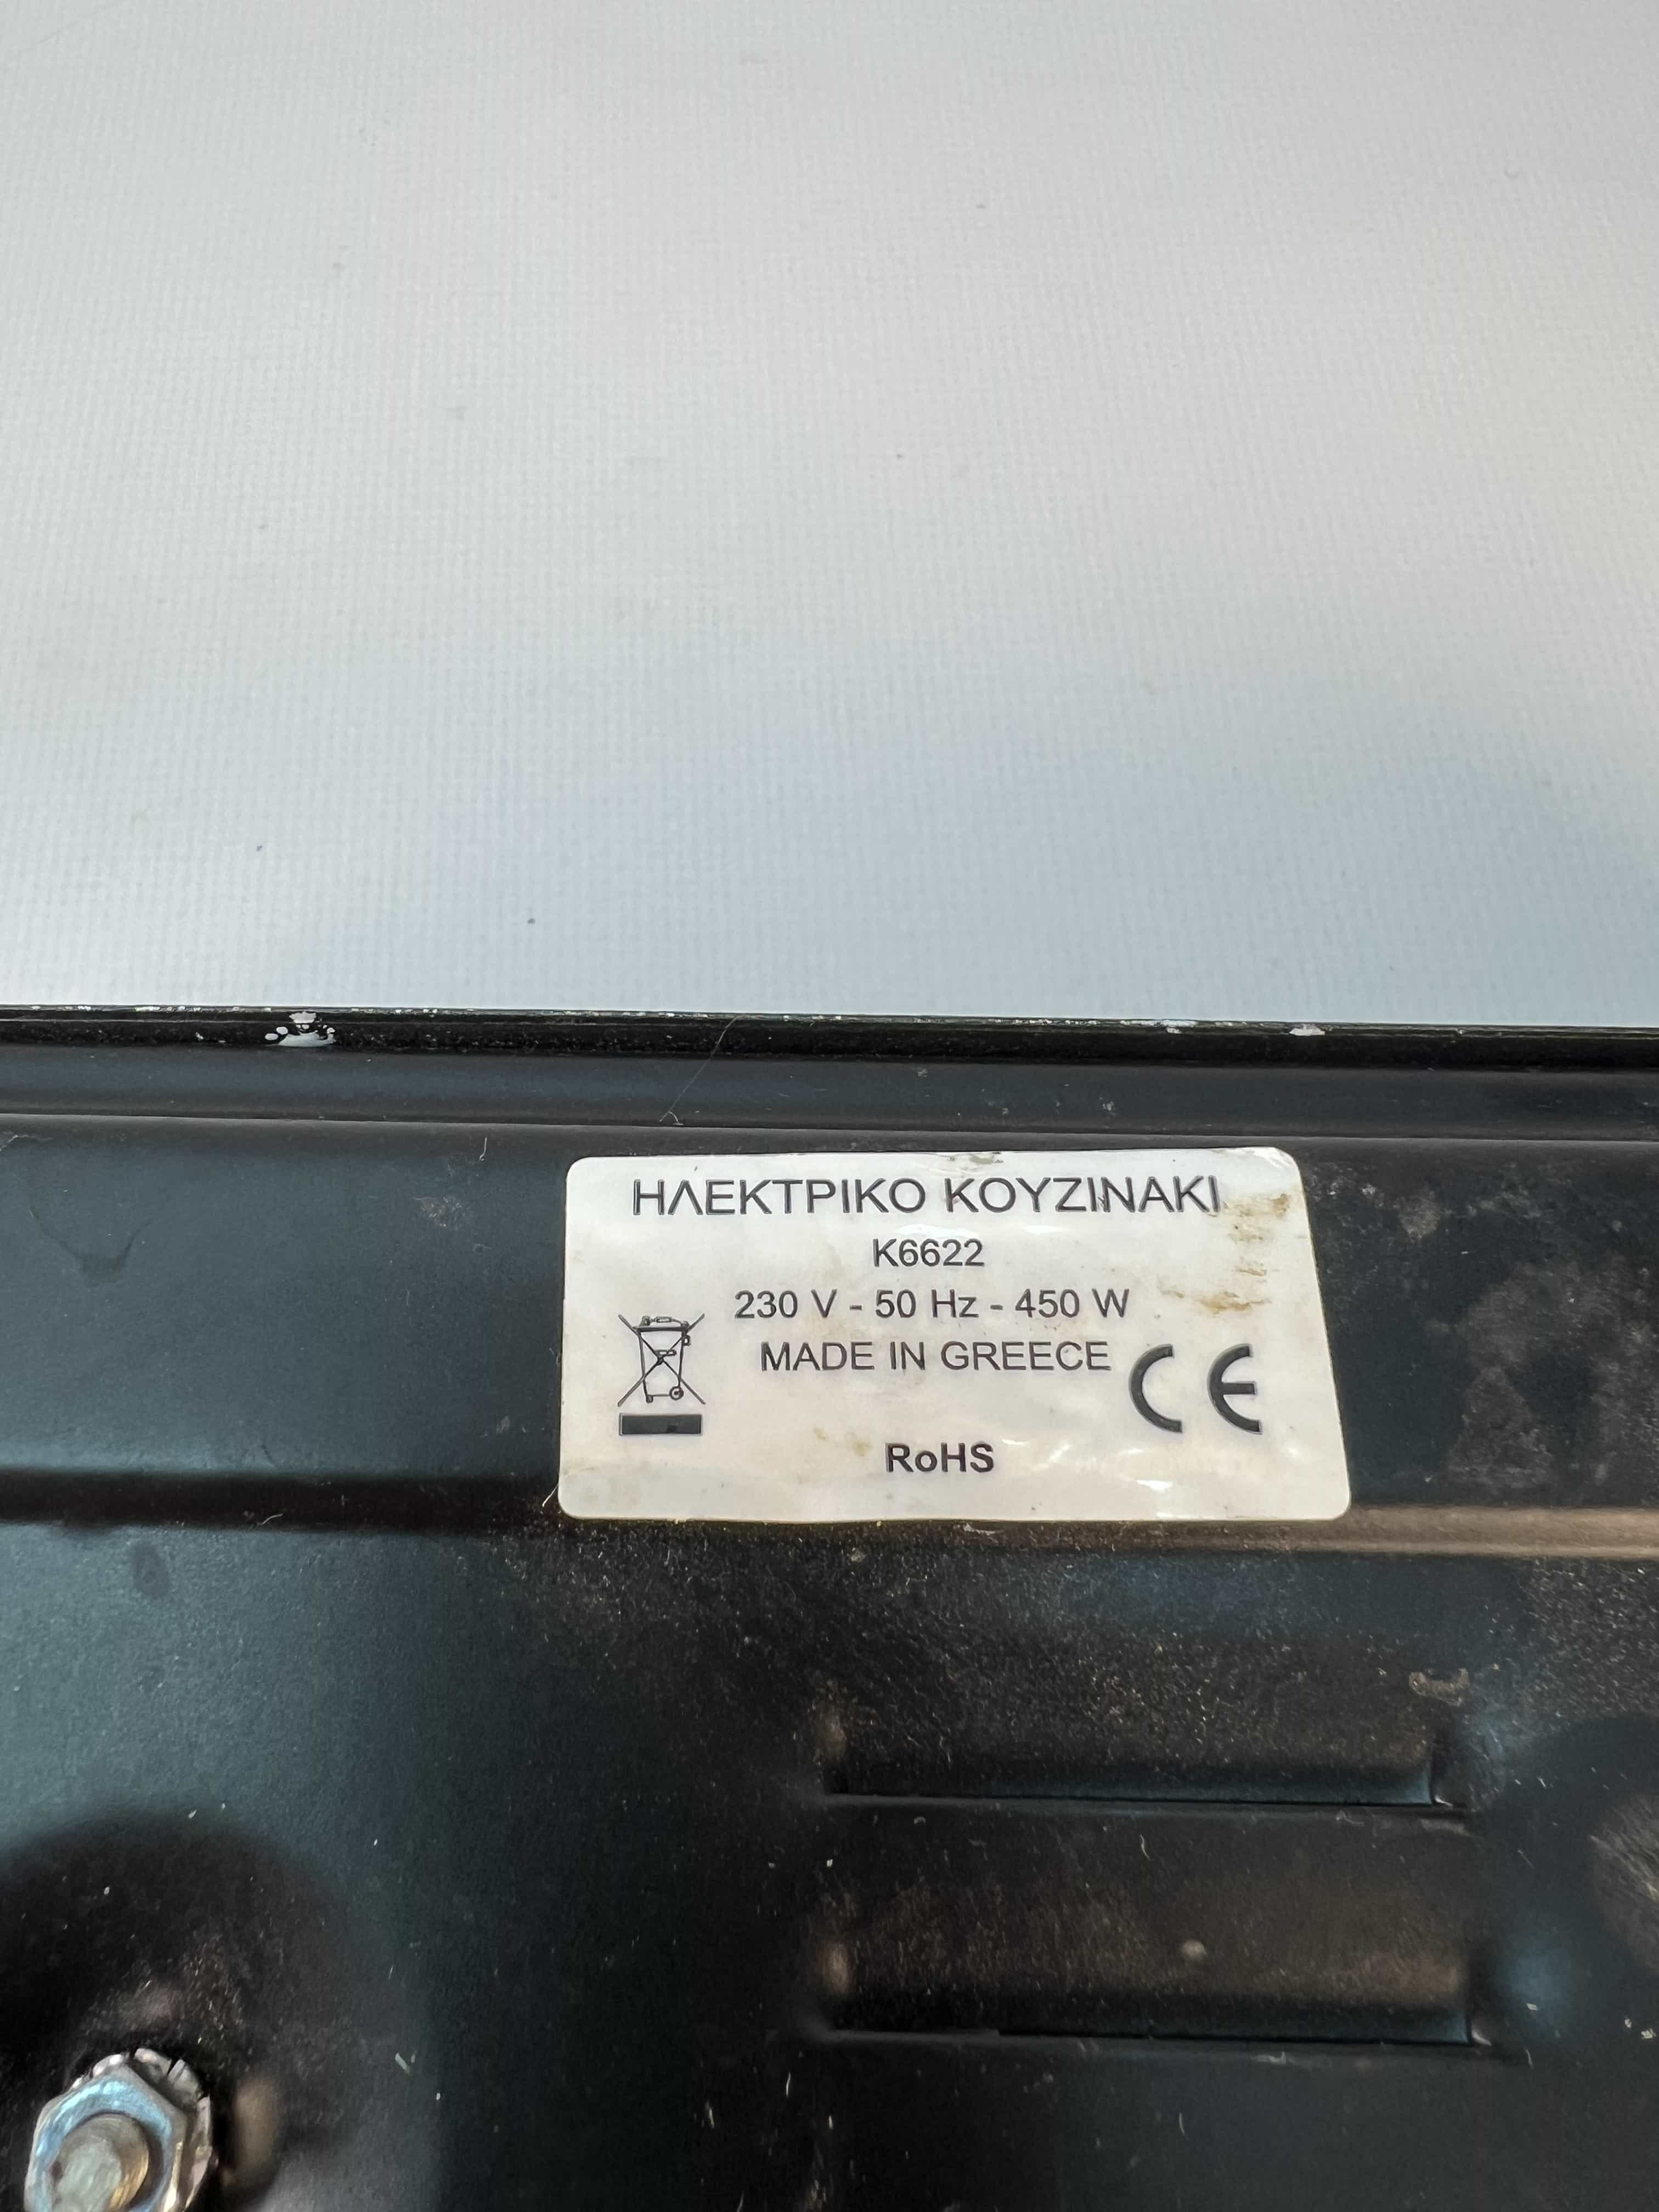 ΗΛΕΚΤΡΙΚΟ ΚΟΥΖΙΝΑΚΙ
K6622
230 V - 50 Hz - 450 W
MADE IN GREECE
CE
RoHS